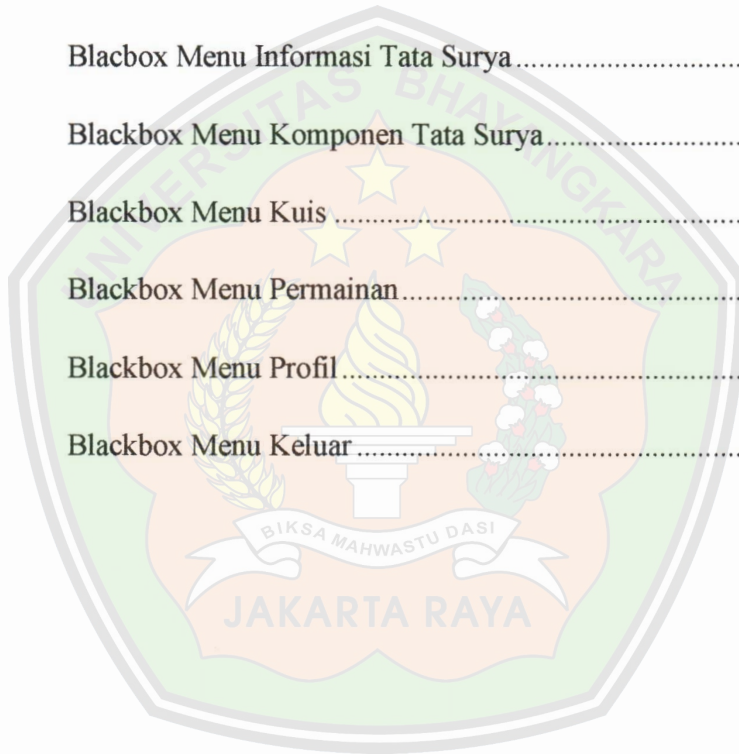 Blacbox Menu Informasi Tata Surya..............................
Blackbox Menu Komponen Tata Surya.........................
Blackbox Menu Kuis ......................................................
Blackbox Menu Permainan.............................................
Blackbox Menu Profil.....................................................
Blackbox Menu Keluar...................................................
UNIVERSITAS BHAYANGKARA
BIKSA MAHWASTU DASI
JAKARTA RAYA